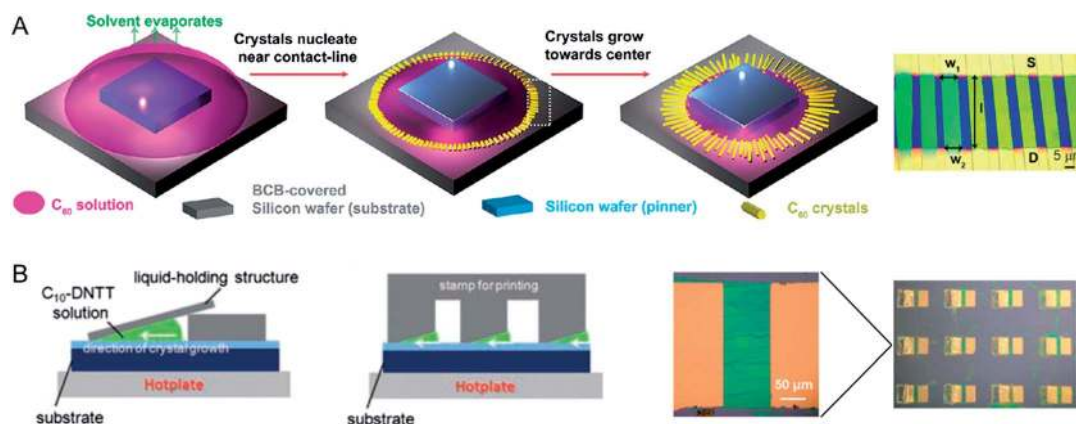 A
Solvent evaporates
Crystals nucleate
near contact-line
Crystals grow
towards center
w₁
S
l
w₂
D
5 µm
C₆₀ solution
BCB-covered
Silicon wafer (substrate)
Silicon wafer (pinner)
C₆₀ crystals
B
liquid-holding structure
C₁₀-DNTT
solution
direction of crystal growth
Hotplate
substrate
stamp for printing
Hotplate
substrate
50 µm